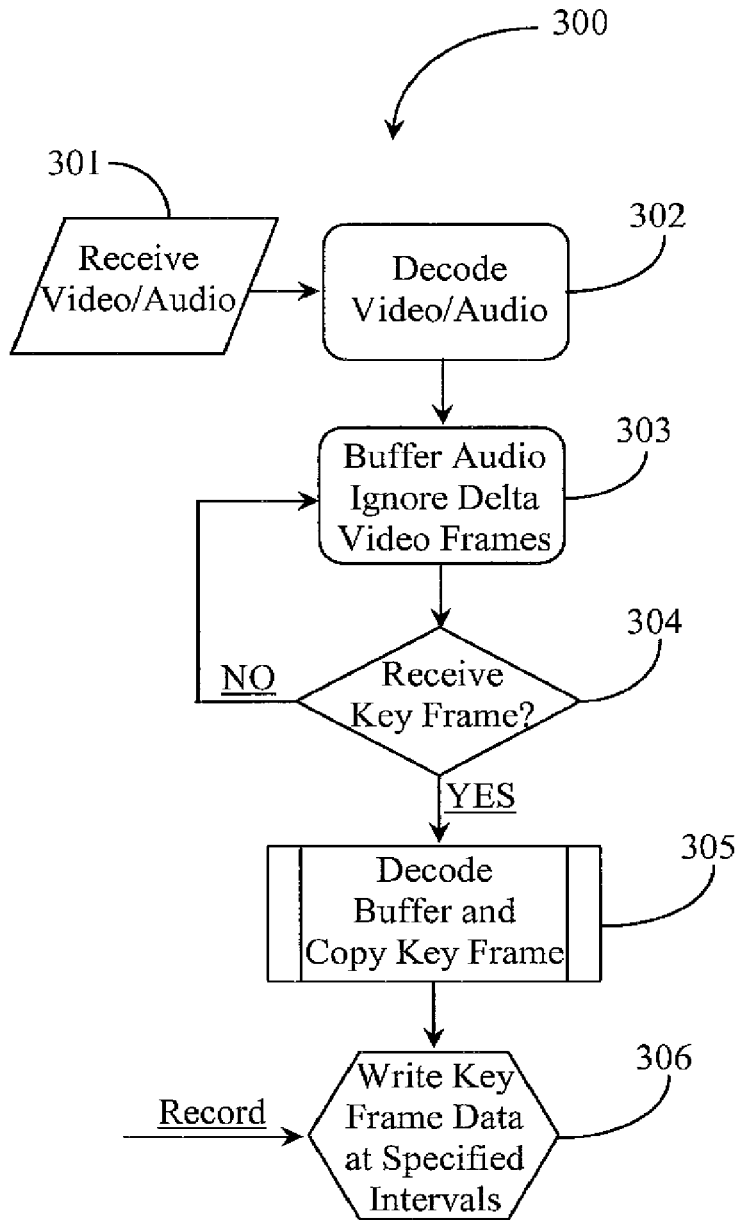 300
301
Receive
Video/Audio
302
Decode
Video/Audio
303
Buffer Audio
Ignore Delta
Video Frames
304
Receive
Key Frame?
NO
YES
305
Decode
Buffer and
Copy Key Frame
306
Record
Write Key
Frame Data
at Specified
Intervals